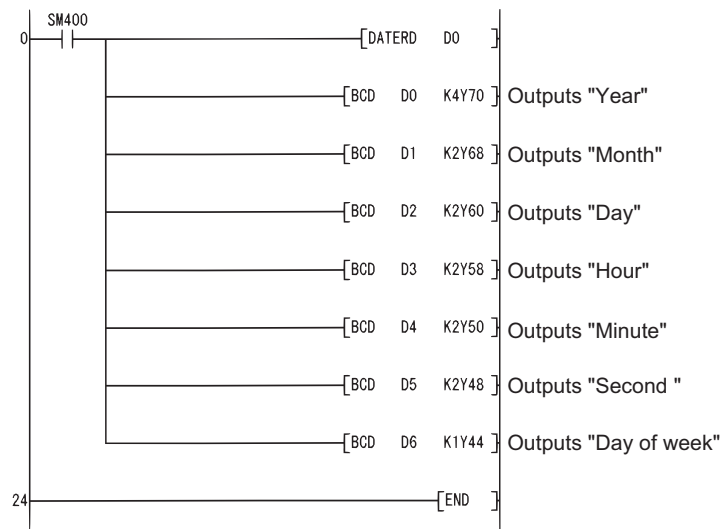 SM400
0 [DATERD D0 ]
[BCD D0 K4Y70 ] Outputs "Year"
[BCD D1 K2Y68 ] Outputs "Month"
[BCD D2 K2Y60 ] Outputs "Day"
[BCD D3 K2Y58 ] Outputs "Hour"
[BCD D4 K2Y50 ] Outputs "Minute"
[BCD D5 K2Y48 ] Outputs "Second "
[BCD D6 K1Y44 ] Outputs "Day of week"
24 [END ]